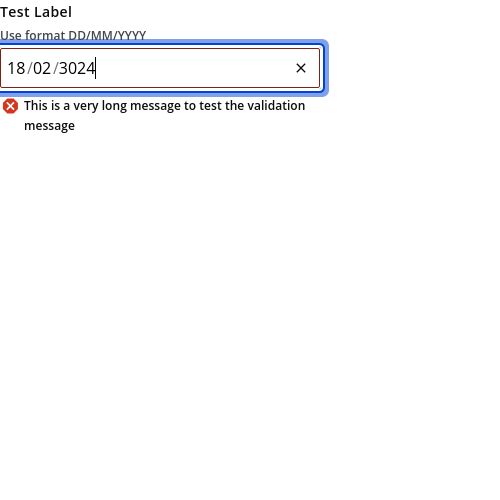 Test Label
Use format DD/MM/YYYY
18/02/3024
This is a very long message to test the validation
message